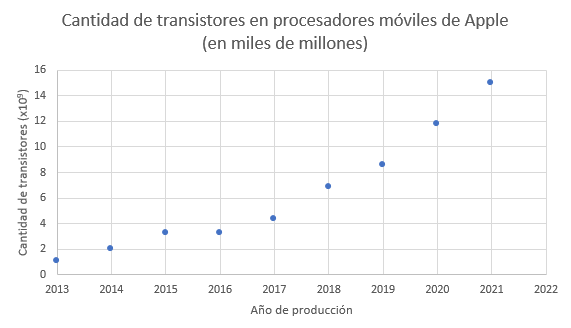 Cantidad de transistores en procesadores móviles de Apple
(en miles de millones)
Cantidad de transistores (x10⁹)
16
14
12
10
8
6
4
2
0
2013 2014 2015 2016 2017 2018 2019 2020 2021 2022
Año de producción